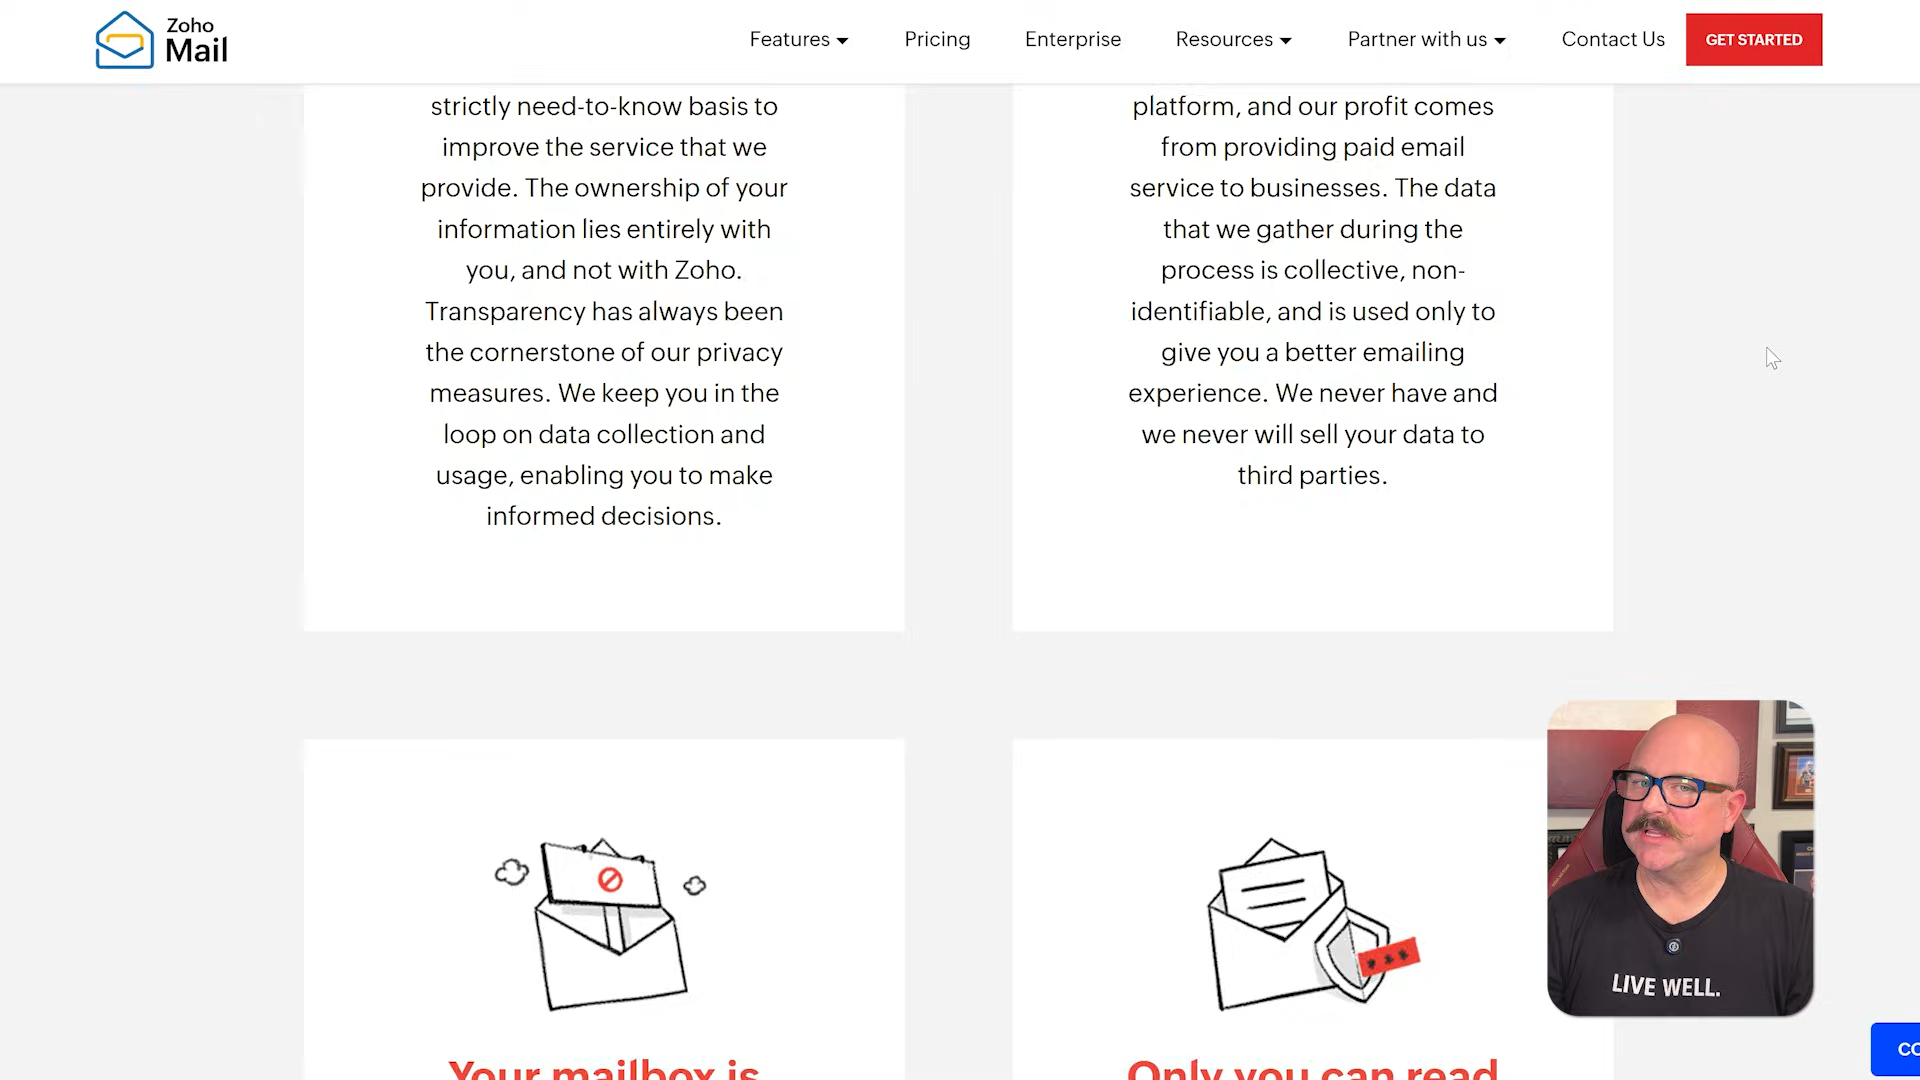 Zoho
Mail
Features
Pricing
Enterprise
Resources
Partner with us
Contact Us
GET STARTED
strictly need-to-know basis to
improve the service that we
provide. The ownership of your
information lies entirely with
you, and not with Zoho.
Transparency has always been
the cornerstone of our privacy
measures. We keep you in the
loop on data collection and
usage, enabling you to make
informed decisions.
platform, and our profit comes
from providing paid email
service to businesses. The data
that we gather during the
process is collective, non-
identifiable, and is used only to
give you a better emailing
experience. We never have and
we never will sell your data to
third parties.
Your mailbox is
Only you can read
LIVE WELL.
CO